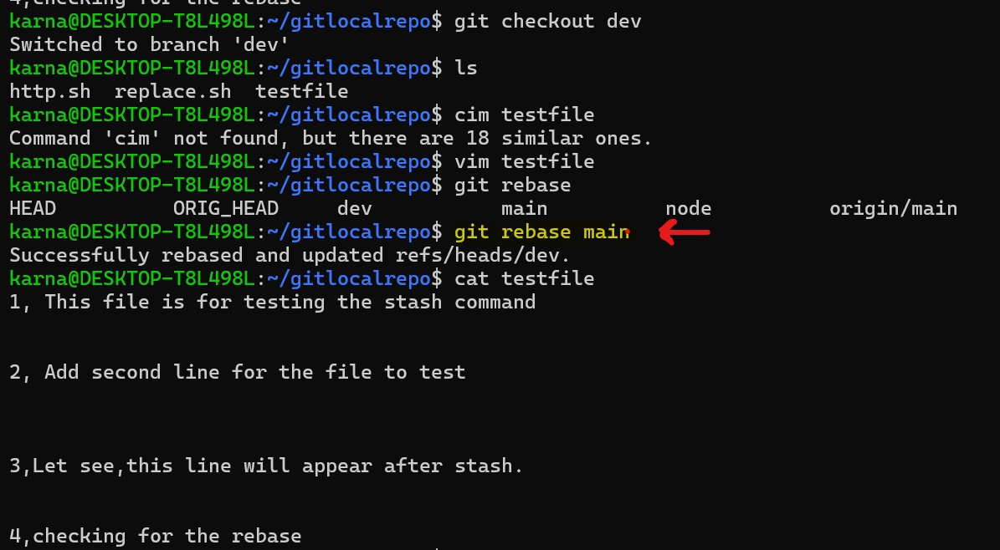 4,checking for the rebase
karna@DESKTOP-T8L498L:~/gitlocalrepo$ git checkout dev
Switched to branch 'dev'
karna@DESKTOP-T8L498L:~/gitlocalrepo$ ls
http.sh  replace.sh  testfile
karna@DESKTOP-T8L498L:~/gitlocalrepo$ cim testfile
Command 'cim' not found, but there are 18 similar ones.
karna@DESKTOP-T8L498L:~/gitlocalrepo$ vim testfile
karna@DESKTOP-T8L498L:~/gitlocalrepo$ git rebase
HEAD          ORIG_HEAD     dev           main          node          origin/main
karna@DESKTOP-T8L498L:~/gitlocalrepo$ git rebase main
Successfully rebased and updated refs/heads/dev.
karna@DESKTOP-T8L498L:~/gitlocalrepo$ cat testfile
1, This file is for testing the stash command
2, Add second line for the file to test
3,Let see,this line will appear after stash.
4,checking for the rebase